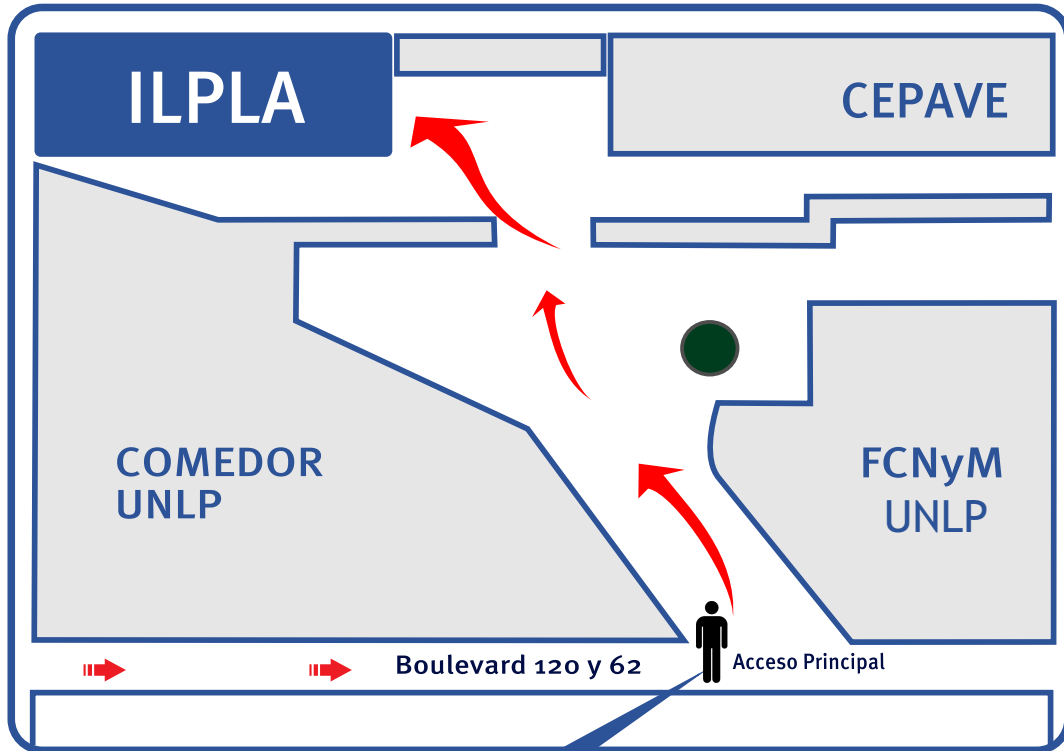 ILPLA
CEPAVE
COMEDOR
UNLP
FCNyM
UNLP
Boulevard 120 y 62
Acceso Principal